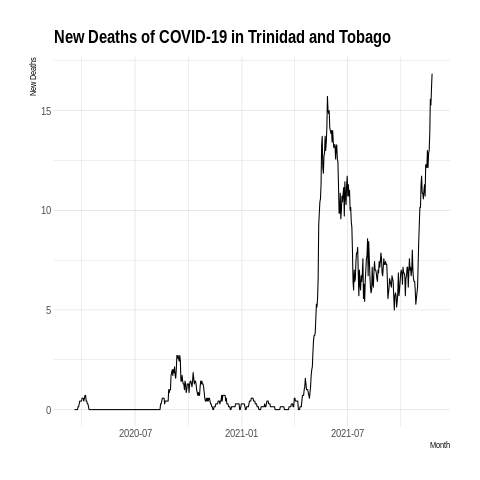 New Deaths of COVID-19 in Trinidad and Tobago
New Deaths
15
10
5
0
2020-07 2021-01 2021-07
Month